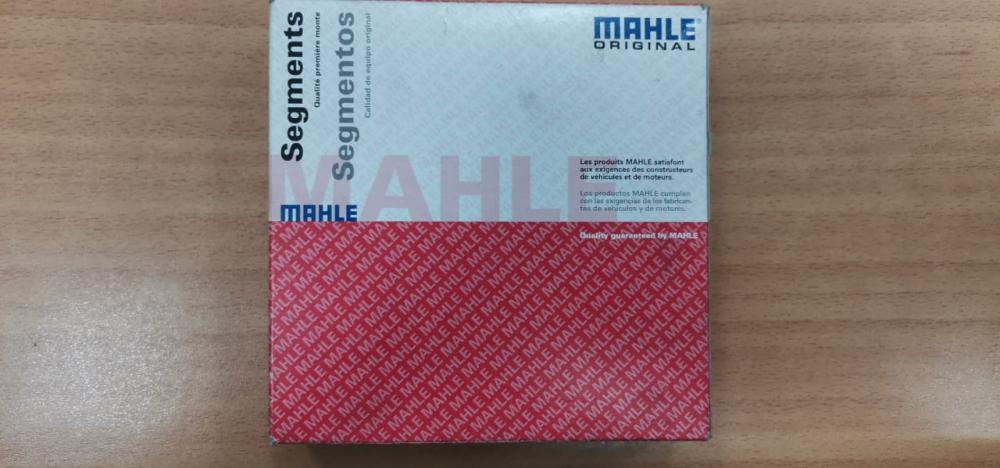 Segments
Qualité première monte
Segmentos
Calidad de equipo original
MAHLE
MAHLE
ORIGINAL
MAHLE
Les produits MAHLE satisfont
aux exigences des constructeurs
de véhicules et de moteurs.
Los productos MAHLE cumplen
con las exigencias de los fabrican-
tes de vehículos y de motores.
Quality guaranteed by MAHLE